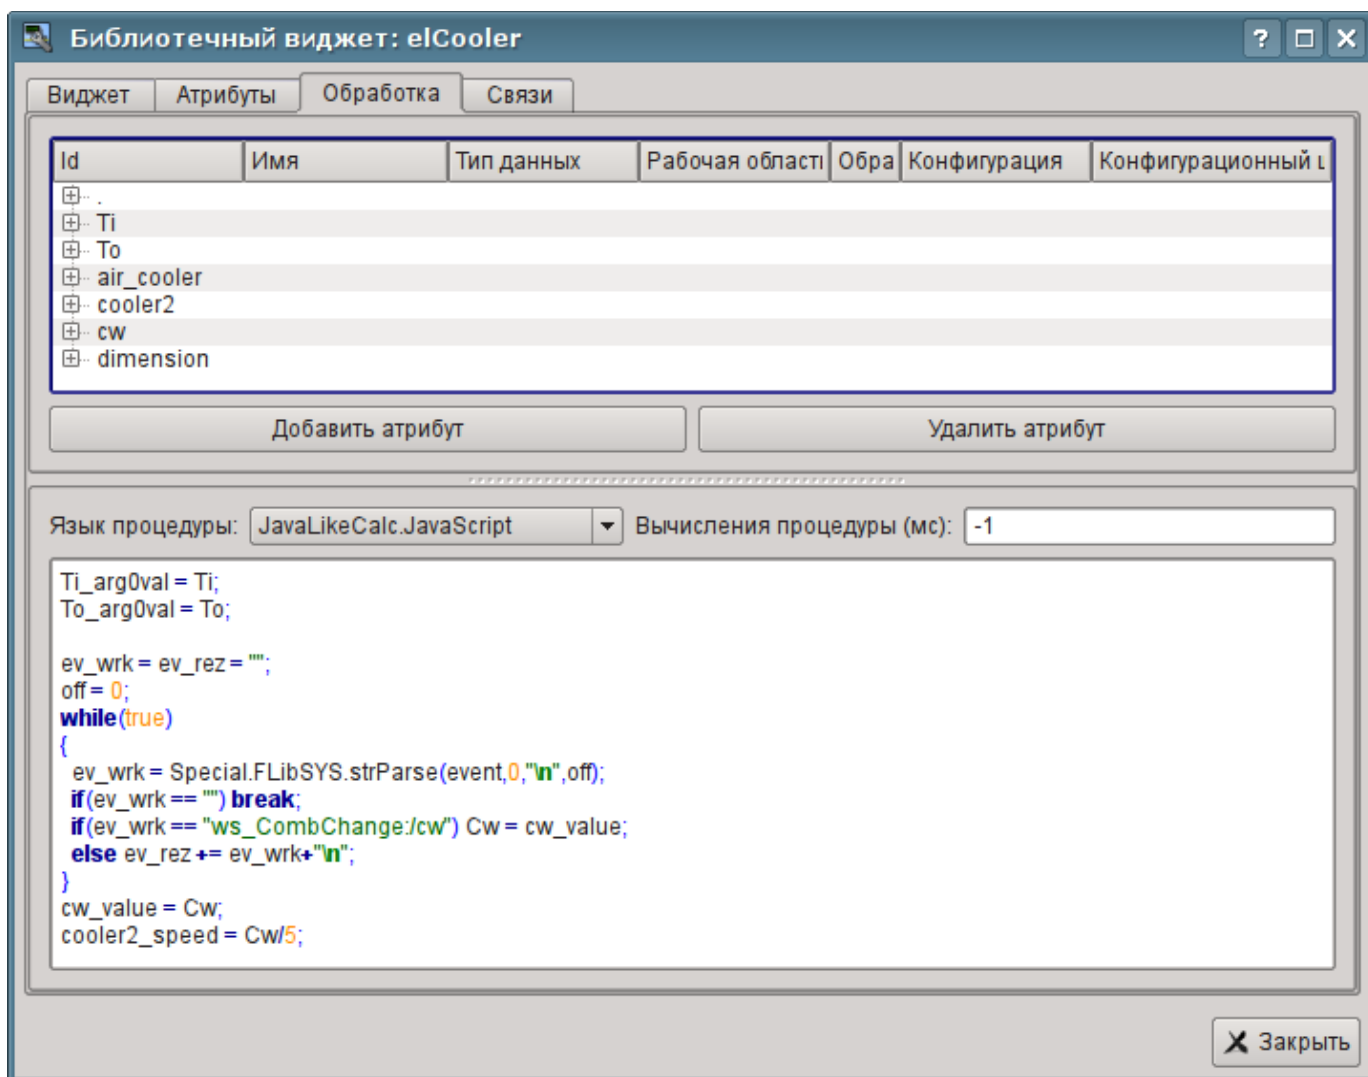 Библиотечный виджет: elCooler
Виджет Атрибуты Обработка Связи
Id Имя Тип данных Рабочая област Обра Конфигурация Конфигурационный
.
Ti
To
air_cooler
cooler2
cw
dimension
Добавить атрибут Удалить атрибут
Язык процедуры: JavaLikeCalc.JavaScript Вычисления процедуры (мс): -1
Ti_arg0val = Ti;
To_arg0val = To;
ev_wrk = ev_rez = "";
off = 0;
while(true)
{
ev_wrk = Special.FLibSYS.strParse(event,0,"\n",off);
if(ev_wrk == "") break;
if(ev_wrk == "ws_CombChange:/cw") Cw = cw_value;
else ev_rez += ev_wrk+"\n";
}
cw_value = Cw;
cooler2_speed = Cw/5;
Закрыть